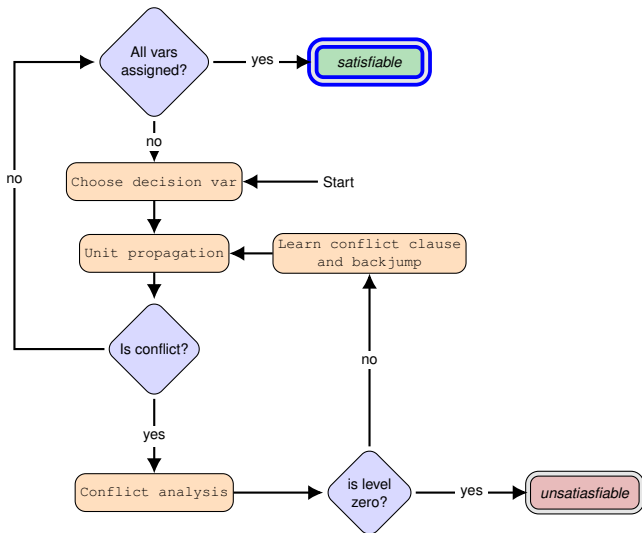 All vars
assigned?
yes
satisfiable
no
no
Choose decision var
Start
Unit propagation
Learn conflict clause
and backjump
Is conflict?
no
yes
Conflict analysis
is level
zero?
yes
unsatiasfiable